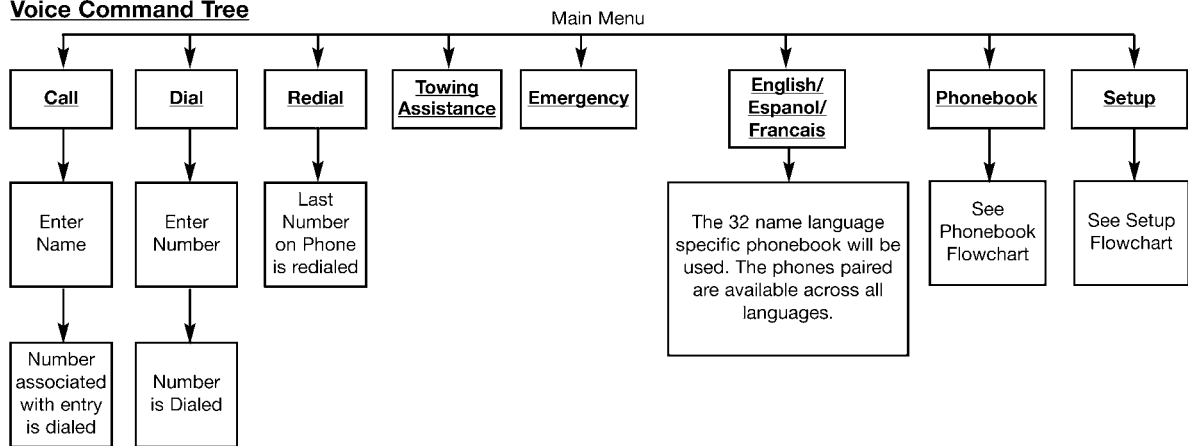 Voice Command Tree
Main Menu
Call
Dial
Redial
Towing
Assistance
Emergency
English/
Espanol/
Francais
Phonebook
Setup
Enter
Name
Enter
Number
Last
Number
on Phone
is redialed
The 32 name language
specific phonebook will be
used. The phones paired
are available across all
languages.
See
Phonebook
Flowchart
See Setup
Flowchart
Number
associated
with entry
is dialed
Number
is Dialed